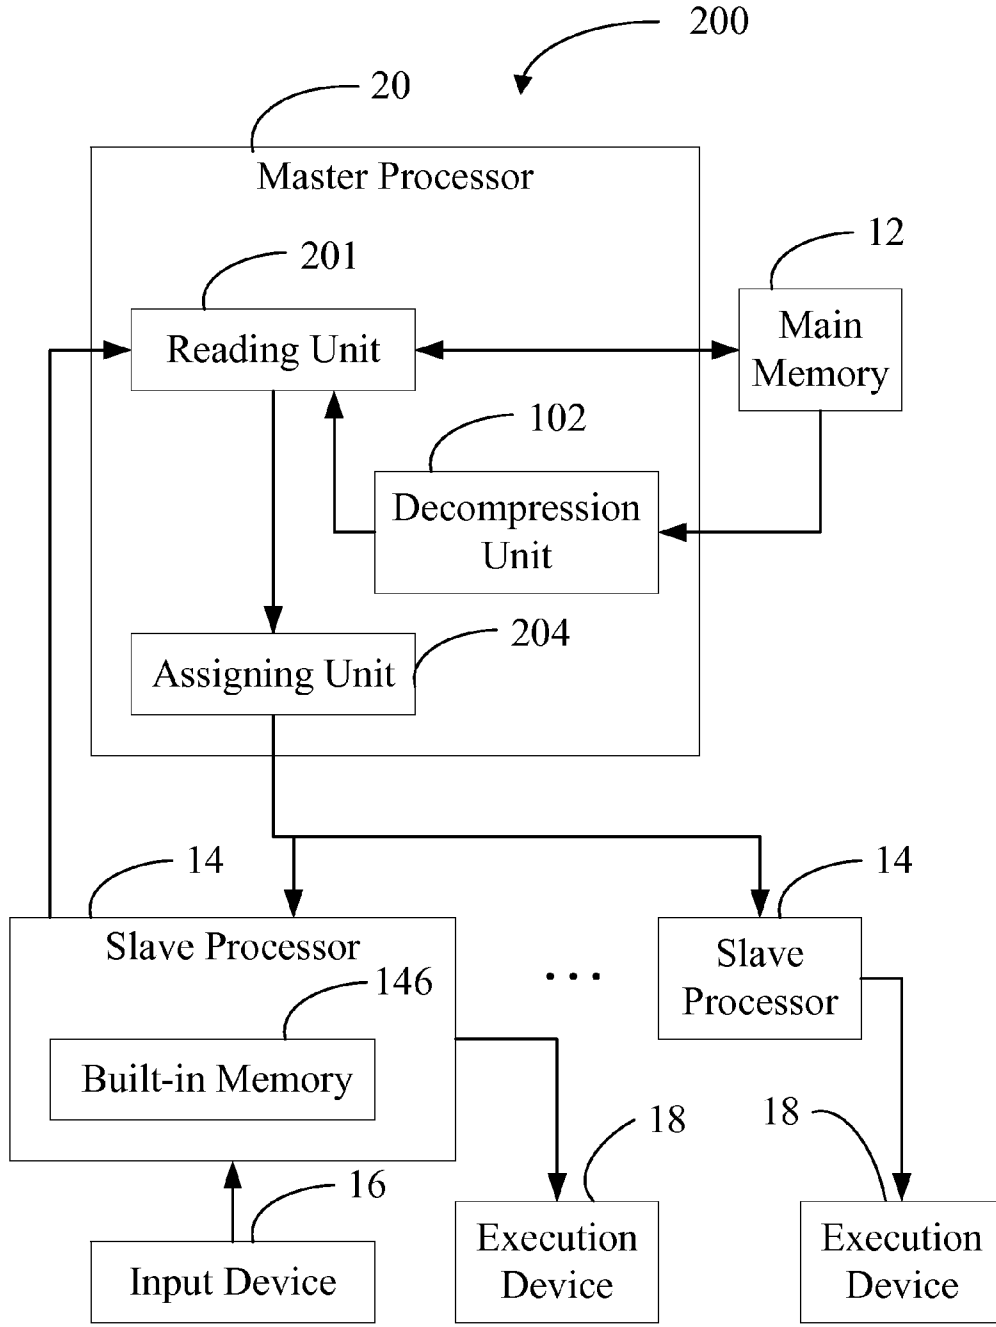 200
20
Master Processor
12
201
Reading Unit
Main
Memory
102
Decompression
Unit
204
Assigning Unit
14
14
Slave Processor
Slave
Processor
...
146
Built-in Memory
18
18
16
Input Device
Execution
Device
Execution
Device